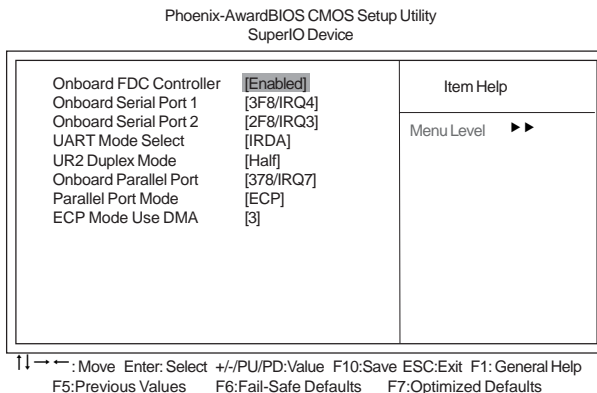 Phoenix-AwardBIOS CMOS Setup Utility
SuperIO Device
Onboard FDC Controller [Enabled]
Onboard Serial Port 1 [3F8/IRQ4]
Onboard Serial Port 2 [2F8/IRQ3]
UART Mode Select [IRDA]
UR2 Duplex Mode [Half]
Onboard Parallel Port [378/IRQ7]
Parallel Port Mode [ECP]
ECP Mode Use DMA [3]
Item Help
Menu Level ►►
↑↓→←: Move Enter: Select +/-/PU/PD:Value F10:Save ESC:Exit F1: General Help
F5:Previous Values F6:Fail-Safe Defaults F7:Optimized Defaults